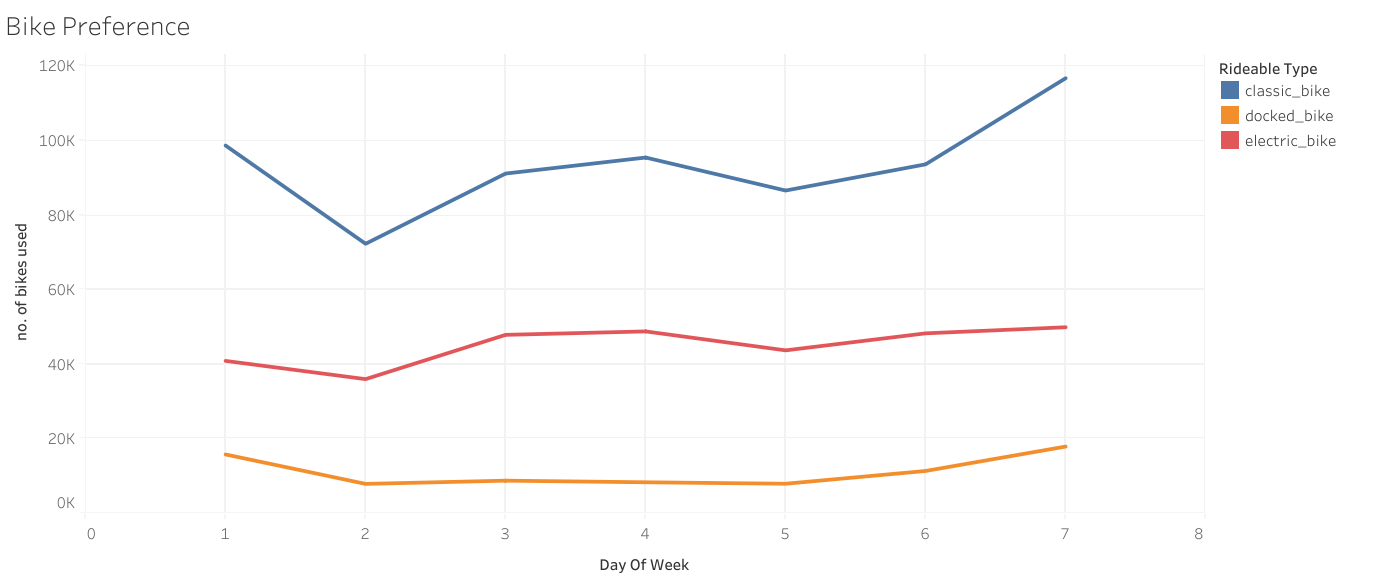 Bike Preference
120K
100K
80K
60K
40K
20K
0K
no. of bikes used
0 1 2 3 4 5 6 7 8
Day Of Week
Rideable Type
classic_bike
docked_bike
electric_bike